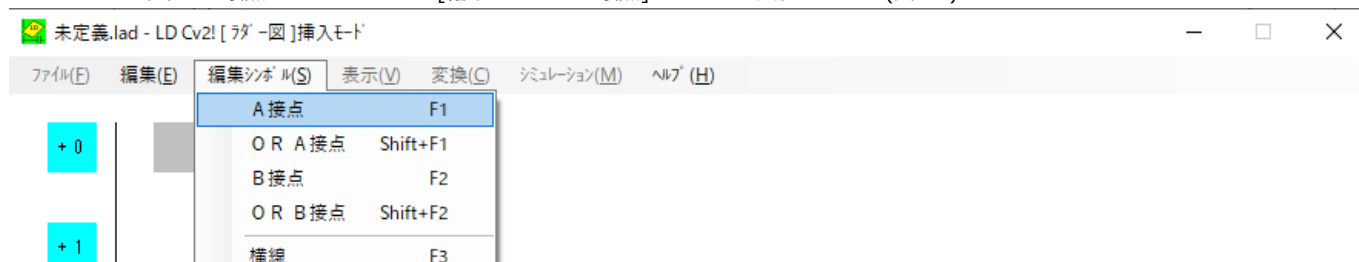 未定義.lad - LD Cv2! [ ﾗﾀﾞｰ図 ]挿入ﾓｰﾄﾞ
ﾌｧｲﾙ(F) 編集(E) 編集ｼﾝﾎﾞﾙ(S) 表示(V) 変換(C) ｼﾐｭﾚｰｼｮﾝ(M) ﾍﾙﾌﾟ(H)
A接点 F1
+ 0
ＯＲ A接点 Shift+F1
B接点 F2
ＯＲ B接点 Shift+F2
+ 1
横線 F3